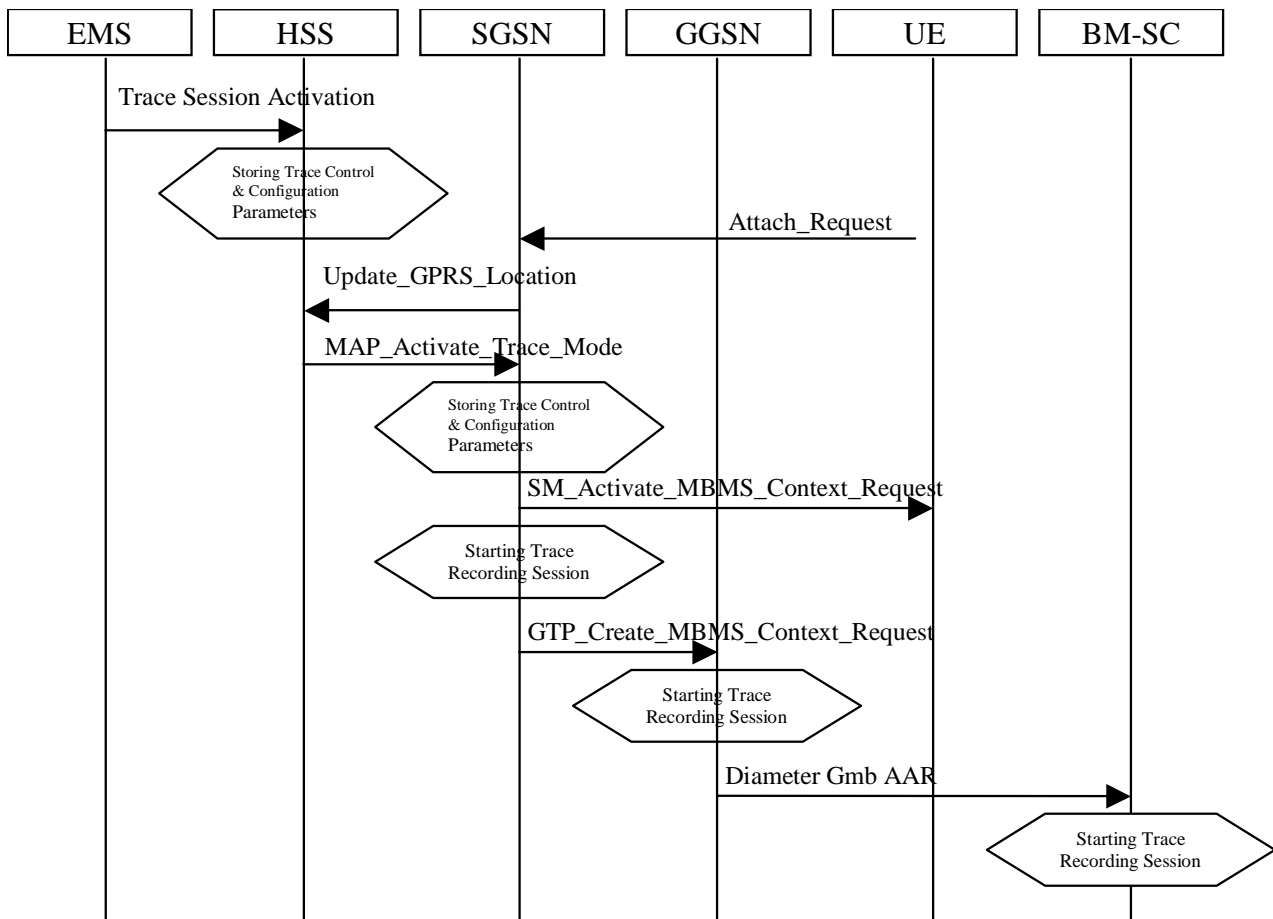 EMS HSS SGSN GGSN UE BM-SC
Trace Session Activation
Storing Trace Control
& Configuration
Parameters
Attach_Request
Update_GPRS_Location
MAP_Activate_Trace_Mode
Storing Trace Control
& Configuration
Parameters
SM_Activate_MBMS_Context_Request
Starting Trace
Recording Session
GTP_Create_MBMS_Context_Request
Starting Trace
Recording Session
Diameter Gmb AAR
Starting Trace
Recording Session